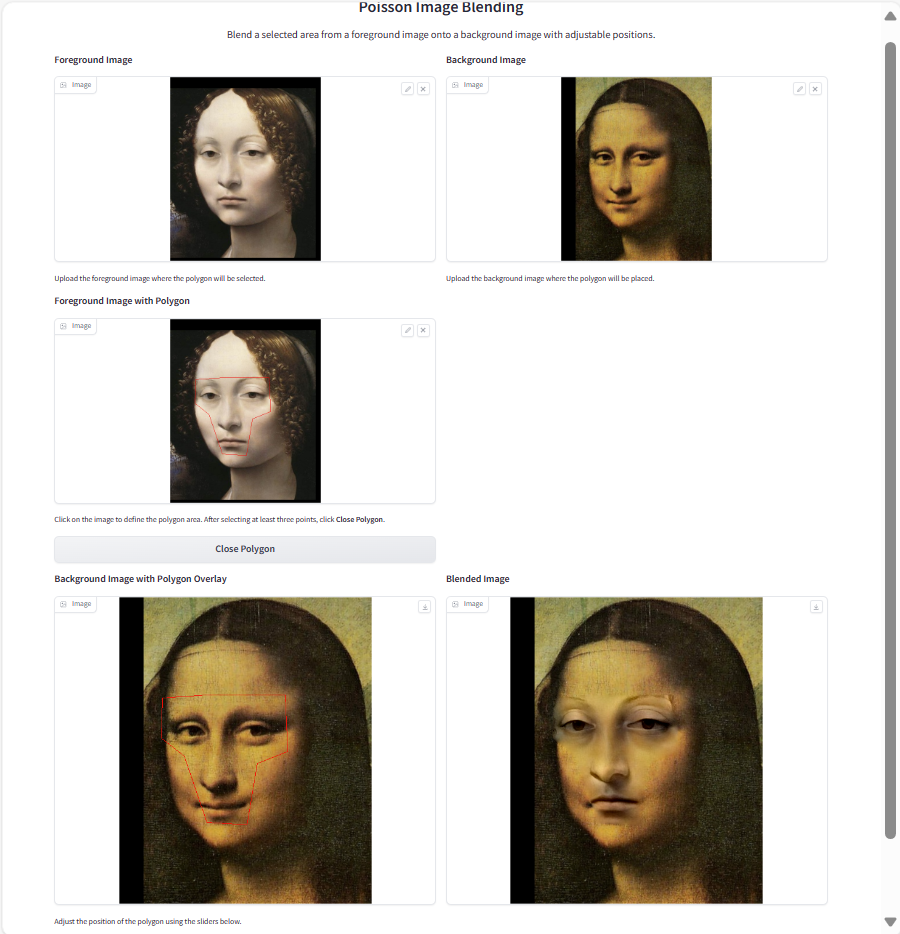 Poisson Image Blending
Blend a selected area from a foreground image onto a background image with adjustable positions.
Foreground Image
Background Image
Image
Image
Upload the foreground image where the polygon will be selected.
Upload the background image where the polygon will be placed.
Foreground Image with Polygon
Image
Click on the image to define the polygon area. After selecting at least three points, click Close Polygon.
Close Polygon
Background Image with Polygon Overlay
Blended Image
Image
Image
Adjust the position of the polygon using the sliders below.